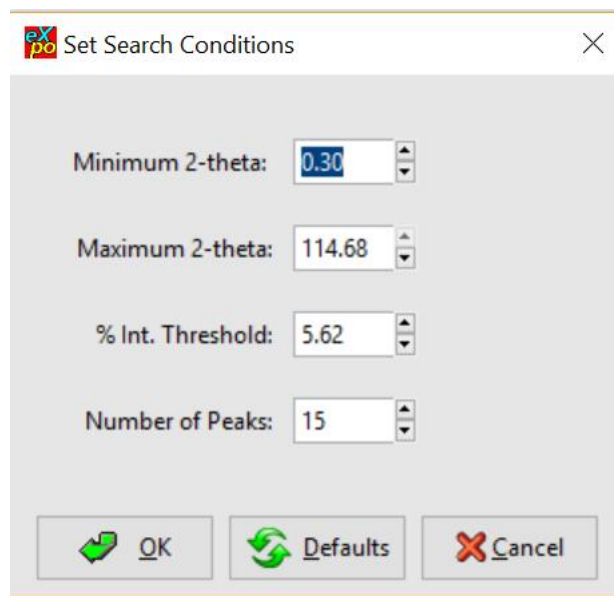 eXpo Set Search Conditions
Minimum 2-theta: 0.30
Maximum 2-theta: 114.68
% Int. Threshold: 5.62
Number of Peaks: 15
OK Defaults Cancel